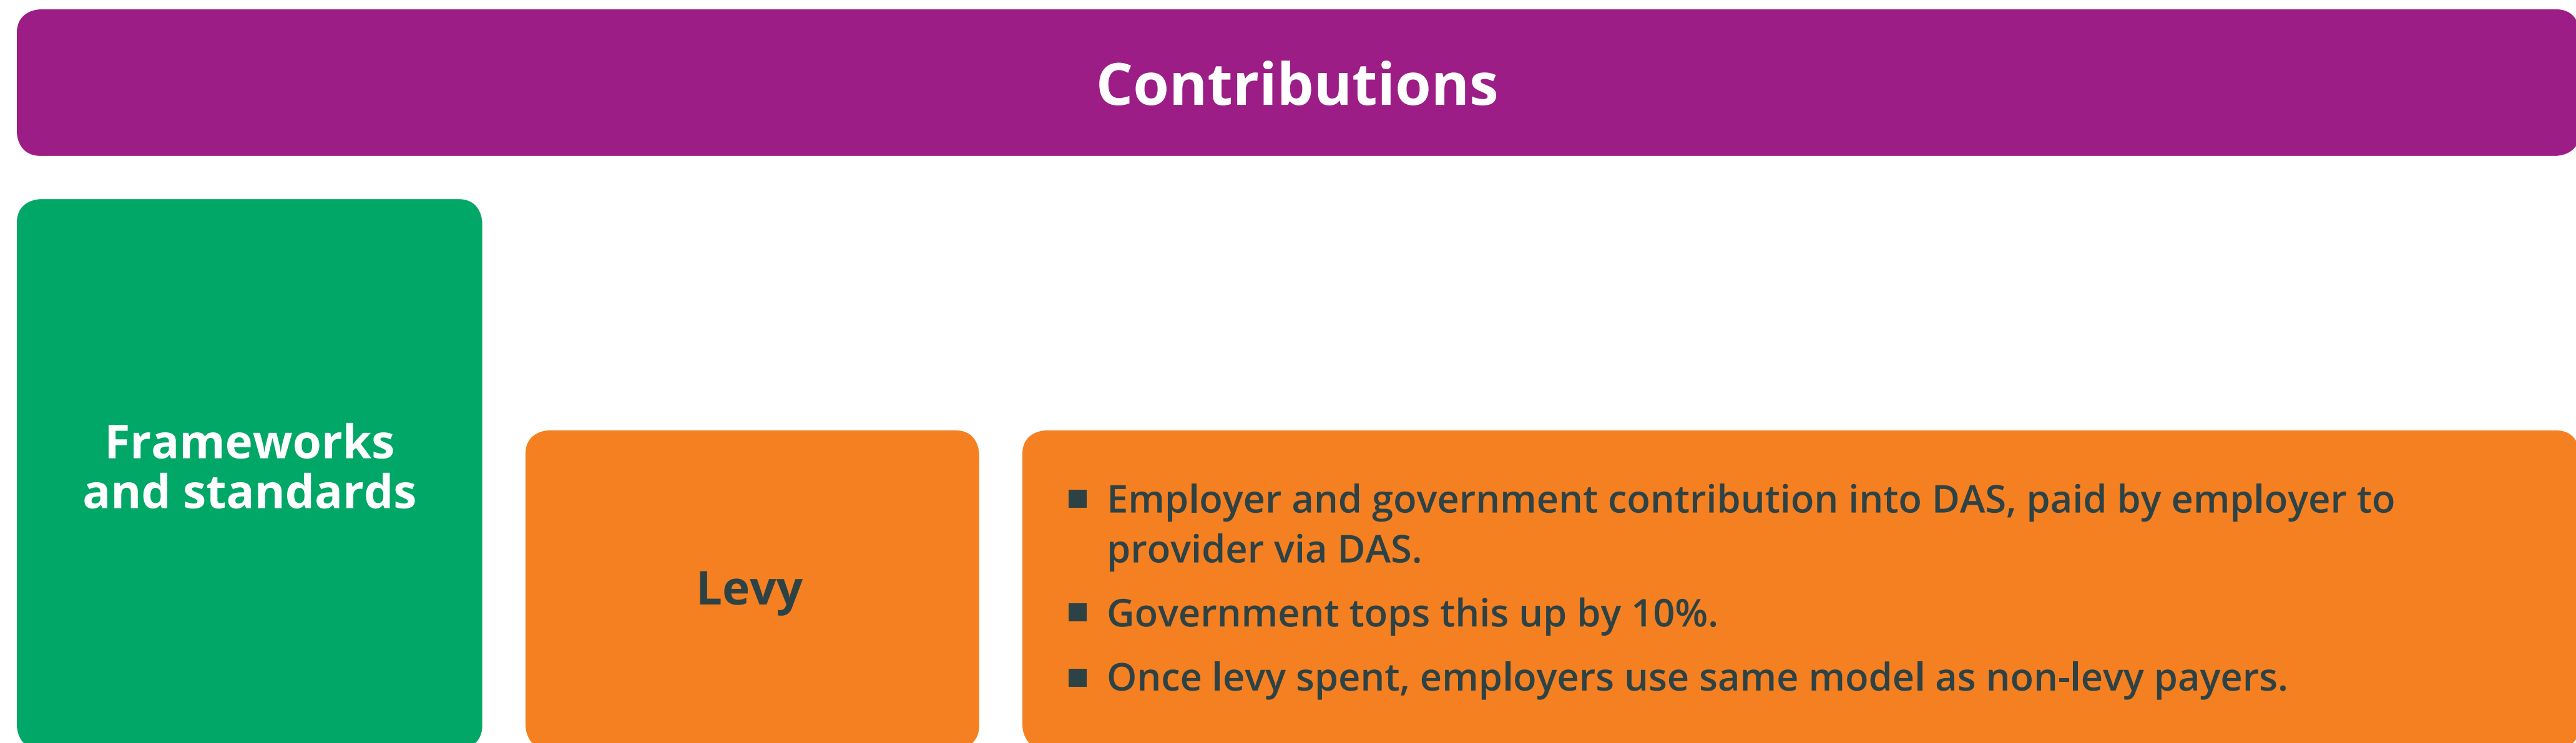 Contributions
Frameworks
and standards
Levy
■ Employer and government contribution into DAS, paid by employer to
provider via DAS.
■ Government tops this up by 10%.
■ Once levy spent, employers use same model as non-levy payers.